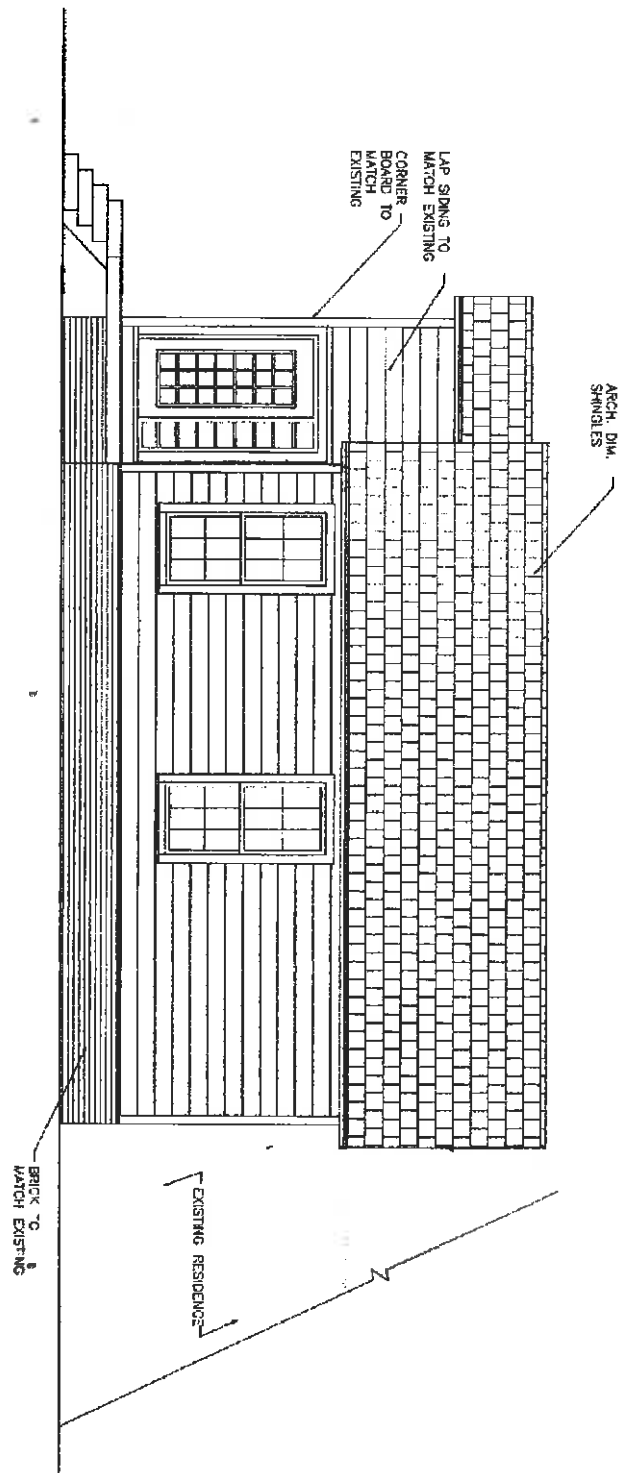 ARCH. DIM.
SHINGLES
LAP SIDING TO
MATCH EXISTING
CORNER
BOARD TO
MATCH
EXISTING
EXISTING RESIDENCE
BRICK TO
MATCH EXISTING